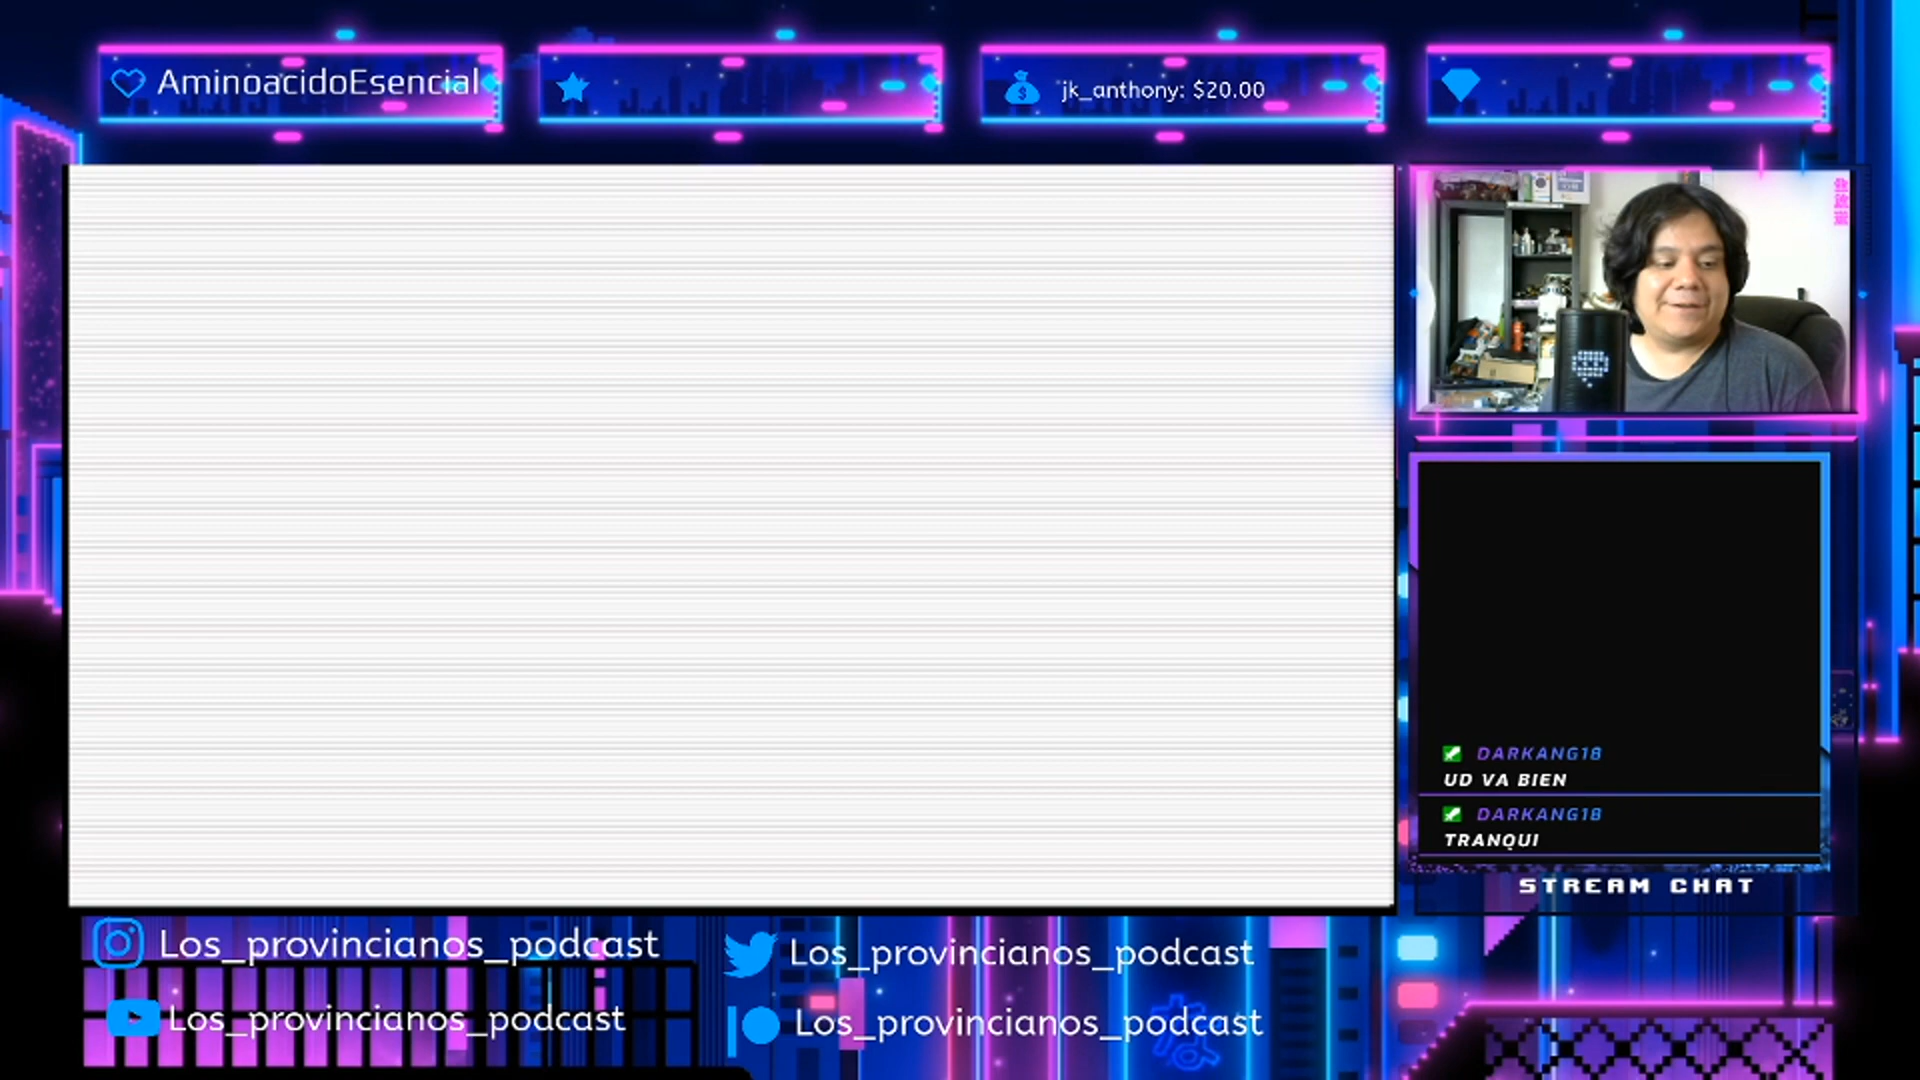 AminoacidoEsencial
jk_anthony: $20.00
DARKANG18
UD VA BIEN
DARKANG18
TRANQUI
STREAM CHAT
Los_provincianos_podcast
Los_provincianos_podcast
Los_provincianos_podcast
Los_provincianos_podcast